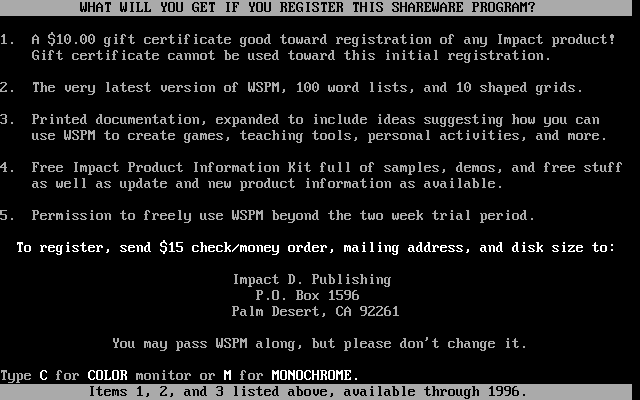 WHAT WILL YOU GET IF YOU REGISTER THIS SHAREWARE PROGRAM?
1. A $10.00 gift certificate good toward registration of any Impact product!
Gift certificate cannot be used toward this initial registration.
2. The very latest version of WSPM, 100 word lists, and 10 shaped grids.
3. Printed documentation, expanded to include ideas suggesting how you can
use WSPM to create games, teaching tools, personal activities, and more.
4. Free Impact Product Information Kit full of samples, demos, and free stuff
as well as update and new product information as available.
5. Permission to freely use WSPM beyond the two week trial period.
To register, send $15 check/money order, mailing address, and disk size to:
Impact D. Publishing
P.O. Box 1596
Palm Desert, CA 92261
You may pass WSPM along, but please don't change it.
Type C for COLOR monitor or M for MONOCHROME.
Items 1, 2, and 3 listed above, available through 1996.